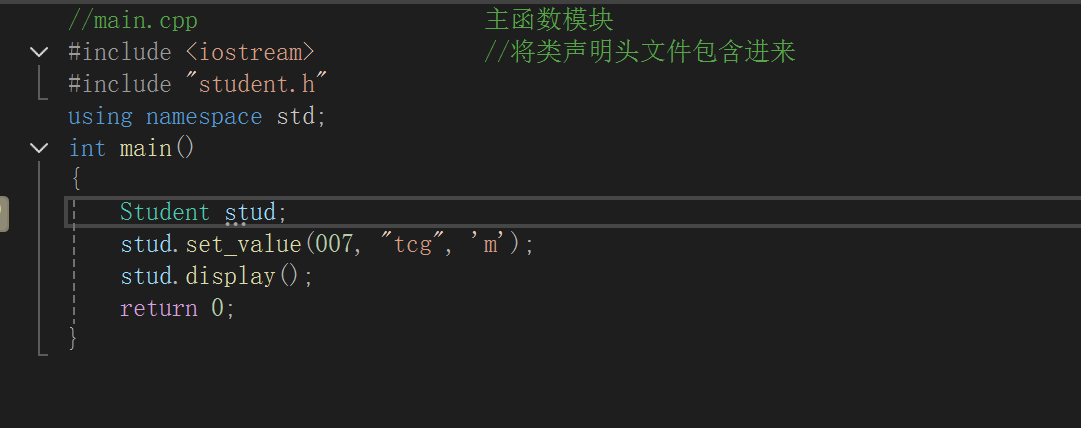 //main.cpp 主函数模块
#include <iostream> //将类声明头文件包含进来
#include "student.h"
using namespace std;
int main()
{
Student stud;
stud.set_value(007, "tcg", 'm');
stud.display();
return 0;
}